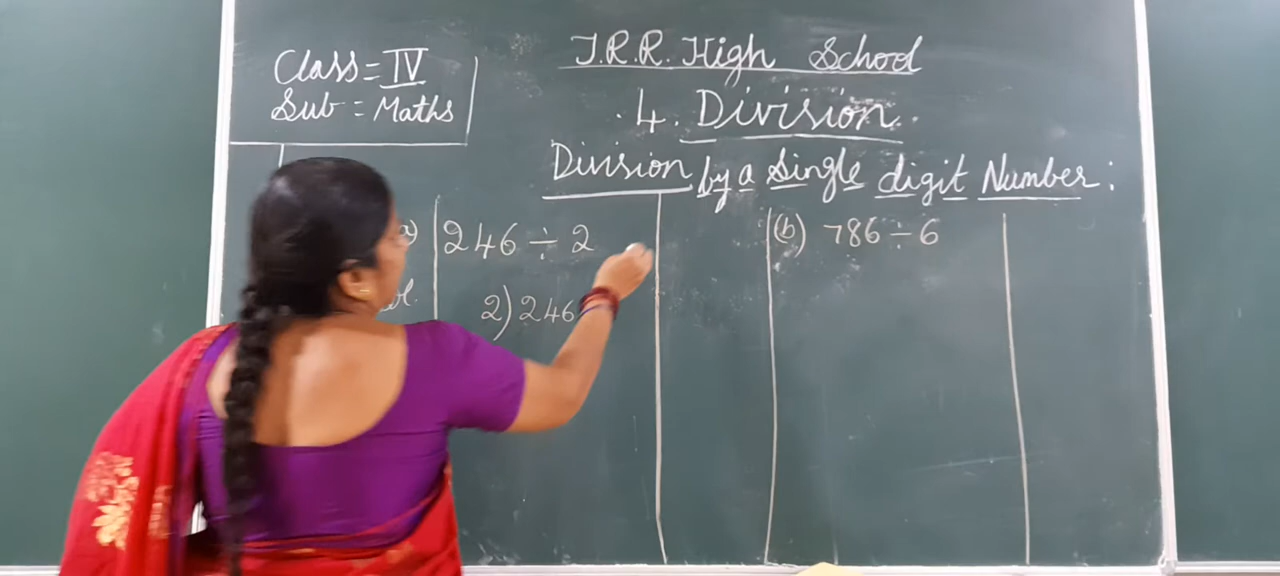 Class = IV
Sub = Maths
T.R.R. High School
4. Division
Division by a Single digit Number:
a) 246 ÷ 2
2) 246
(b) 786 ÷ 6